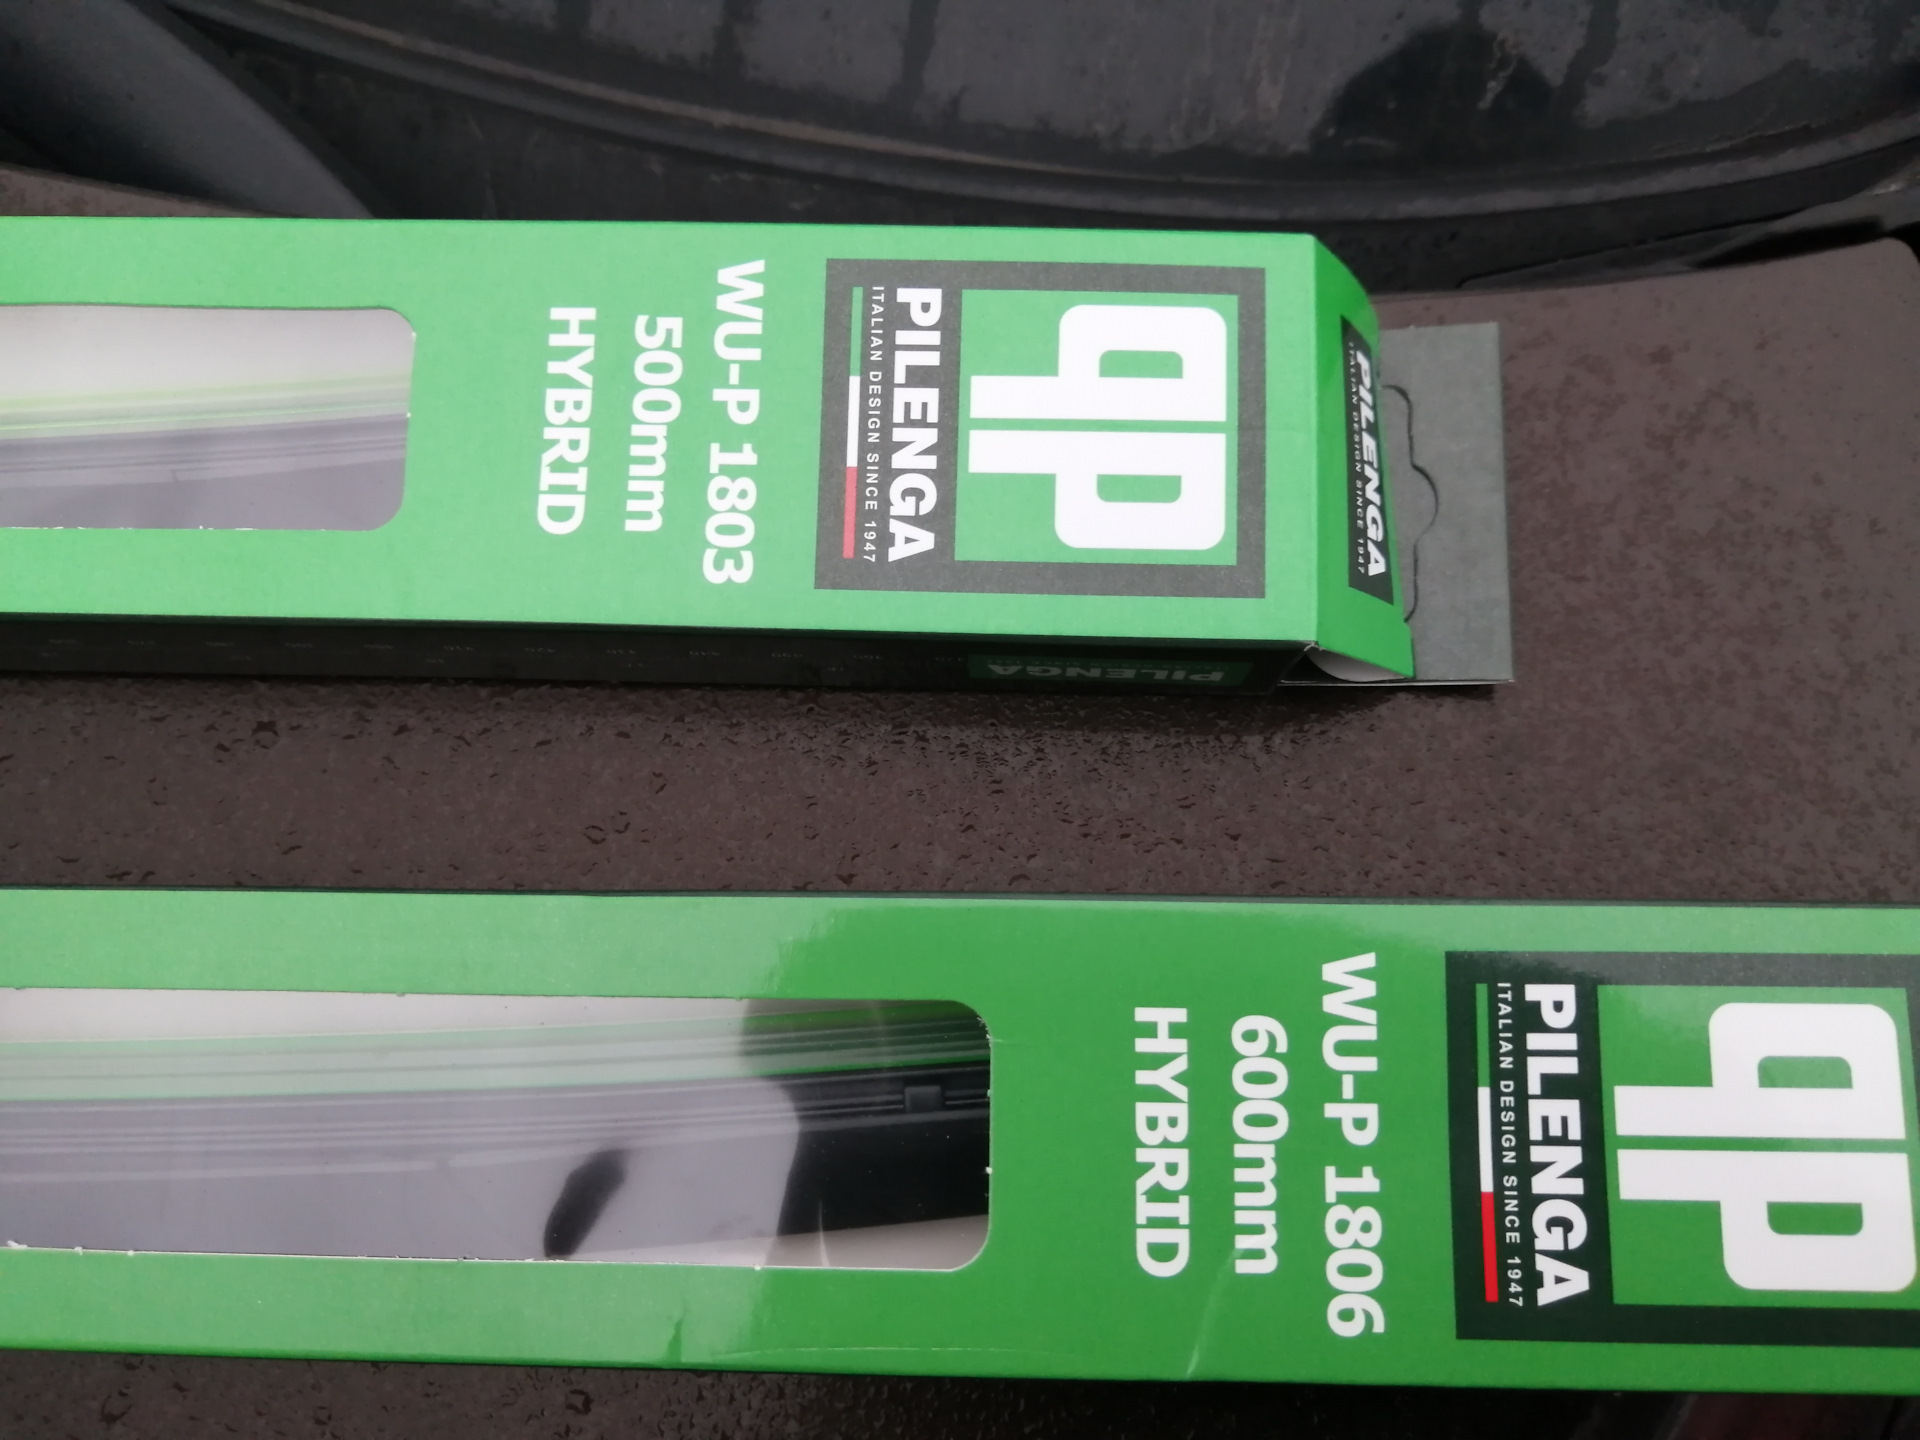 PILENGA
ITALIAN DESIGN SINCE 1947
PILENGA
ITALIAN DESIGN SINCE 1947
WU-P 1803
500mm
HYBRID
PILENGA
PILENGA
ITALIAN DESIGN SINCE 1947
WU-P 1806
600mm
HYBRID